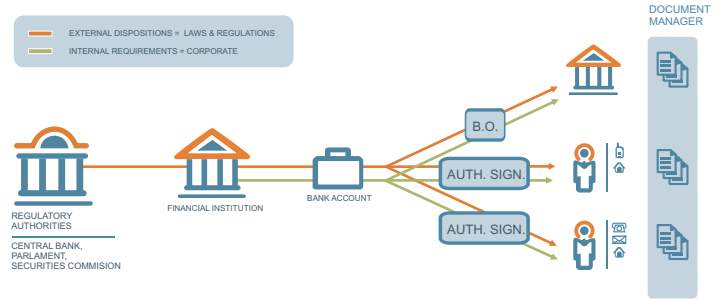 DOCUMENT
MANAGER
EXTERNAL DISPOSITIONS = LAWS & REGULATIONS
INTERNAL REQUIREMENTS = CORPORATE
B.O.
AUTH. SIGN.
AUTH. SIGN.
BANK ACCOUNT
FINANCIAL INSTITUTION
REGULATORY
AUTHORITIES
CENTRAL BANK,
PARLAMENT,
SECURITIES COMMISION